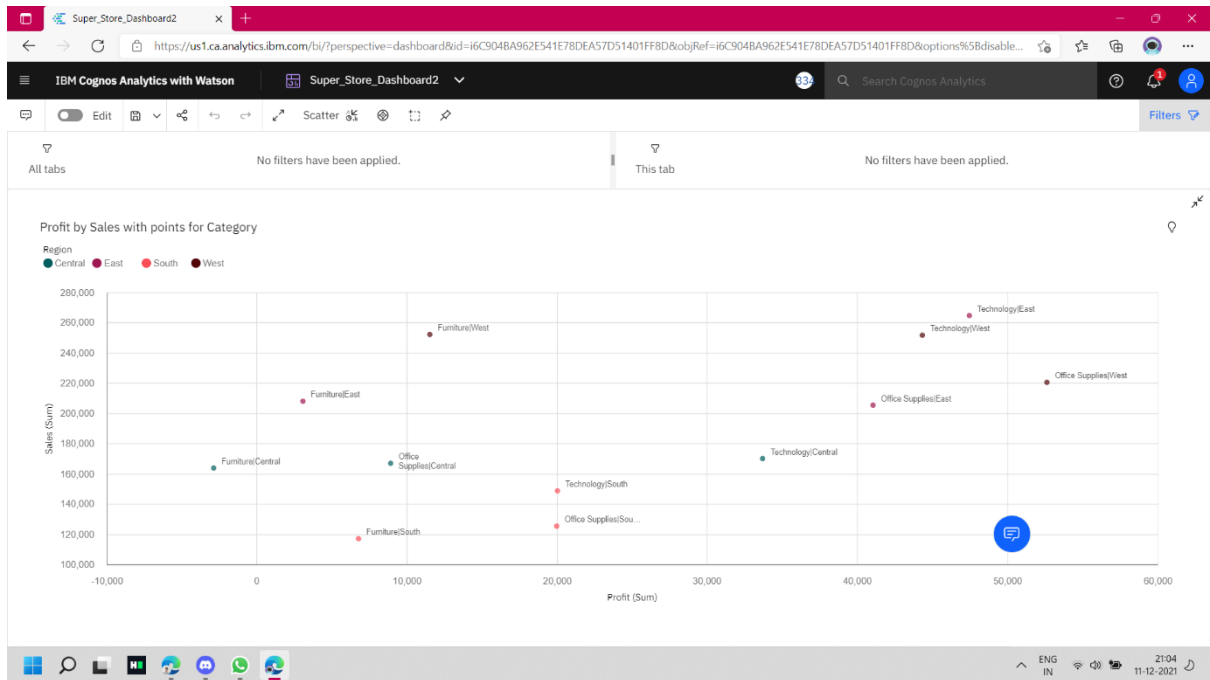 Super_Store_Dashboard2
https://us1.ca.analytics.ibm.com/bi/?perspective=dashboard&id=i6C904BA962E541E78DEA57D51401FF8D&objRef=i6C904BA962E541E78DEA57D51401FF8D&options%5Bdisable...
IBM Cognos Analytics with Watson
Super_Store_Dashboard2
334
Search Cognos Analytics
1
Edit
Scatter
Filters
All tabs
No filters have been applied.
This tab
No filters have been applied.
Profit by Sales with points for Category
Region
Central East South West
280,000
260,000
240,000
220,000
200,000
180,000
160,000
140,000
120,000
100,000
Sales (Sum)
Technology|East
Furniture|West
Technology|West
Office Supplies|West
Furniture|East
Office Supplies|East
Technology|Central
Office
Supplies|Central
Furniture|Central
Technology|South
Office Supplies|Sou...
Furniture|South
-10,000 0 10,000 20,000 30,000 40,000 50,000 60,000
Profit (Sum)
ENG
IN
21:04
11-12-2021